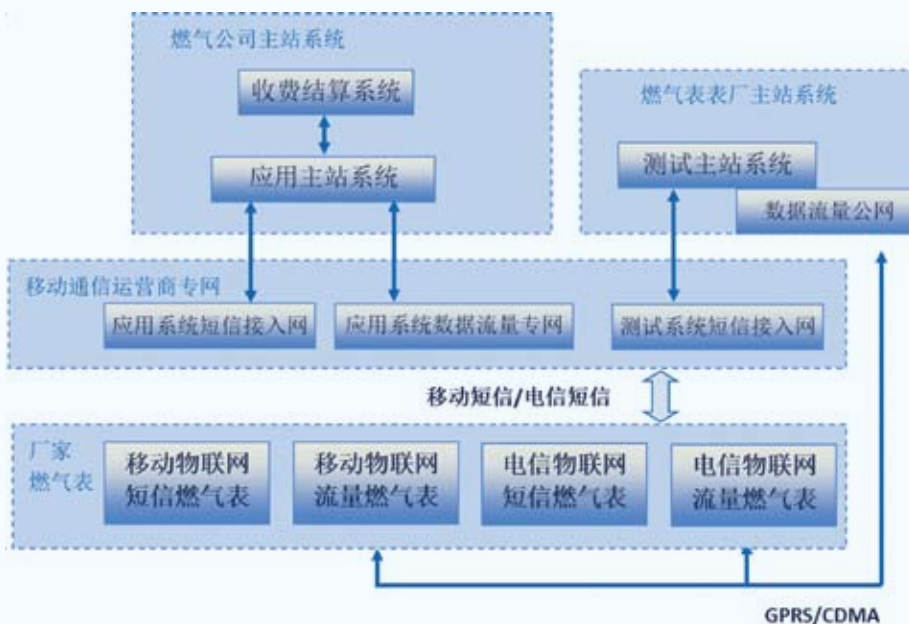 燃气公司主站系统
收费结算系统
应用主站系统
燃气表表厂主站系统
测试主站系统
数据流量公网
移动通信运营商专网
应用系统短信接入网
应用系统数据流量专网
测试系统短信接入网
移动短信/电信短信
厂家
燃气表
移动物联网
短信燃气表
移动物联网
流量燃气表
电信物联网
短信燃气表
电信物联网
流量燃气表
GPRS/CDMA